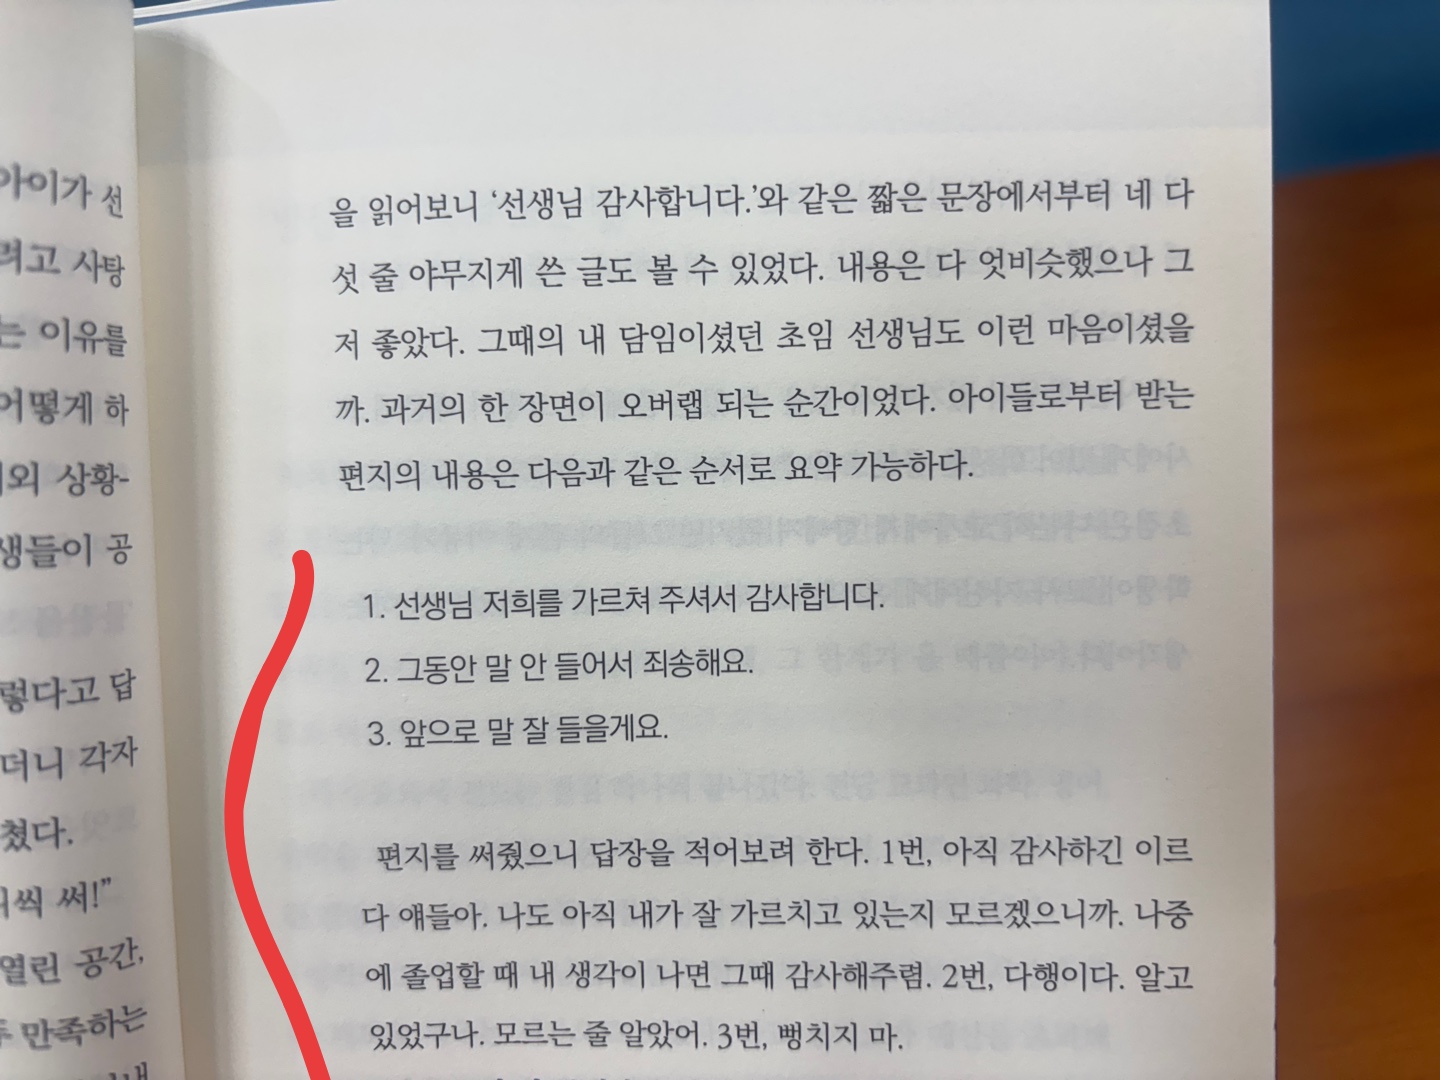 아이가 선
려고 사탕
는 이유를
어떻게 하
외 상황-
생들이 공
렇다고 답
더니 각자
쳤다.
씩 써!”
열린 공간,
만족하는
을 읽어보니 ‘선생님 감사합니다.’와 같은 짧은 문장에서부터 네 다
섯 줄 야무지게 쓴 글도 볼 수 있었다. 내용은 다 엇비슷했으나 그
저 좋았다. 그때의 내 담임이셨던 초임 선생님도 이런 마음이셨을
까. 과거의 한 장면이 오버랩 되는 순간이었다. 아이들로부터 받는
편지의 내용은 다음과 같은 순서로 요약 가능하다.
1. 선생님 저희를 가르쳐 주셔서 감사합니다.
2. 그동안 말 안 들어서 죄송해요.
3. 앞으로 말 잘 들을게요.
편지를 써줬으니 답장을 적어보려 한다. 1번, 아직 감사하긴 이르
다 얘들아. 나도 아직 내가 잘 가르치고 있는지 모르겠으니까. 나중
에 졸업할 때 내 생각이 나면 그때 감사해주렴. 2번, 다행이다. 알고
있었구나. 모르는 줄 알았어. 3번, 뻥치지 마.